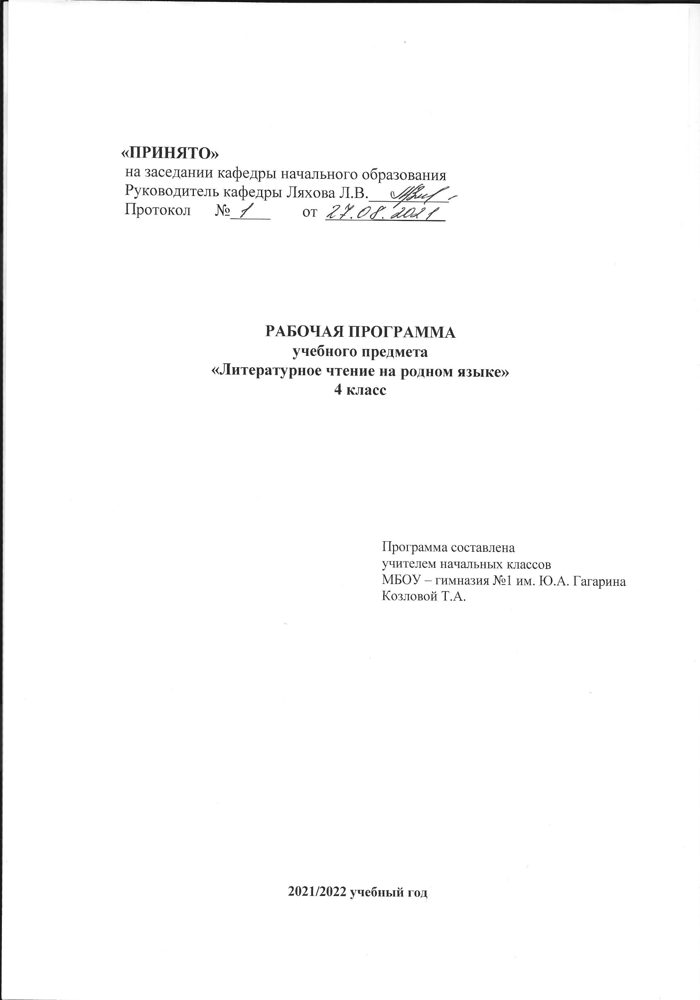 «ПРИНЯТО»
на заседании кафедры начального образования
Руководитель кафедры Ляхова Л.В.
Протокол № 1 от 27.08.2021
РАБОЧАЯ ПРОГРАММА
учебного предмета
«Литературное чтение на родном языке»
4 класс
Программа составлена
учителем начальных классов
МБОУ – гимназия №1 им. Ю.А. Гагарина
Козловой Т.А.
2021/2022 учебный год